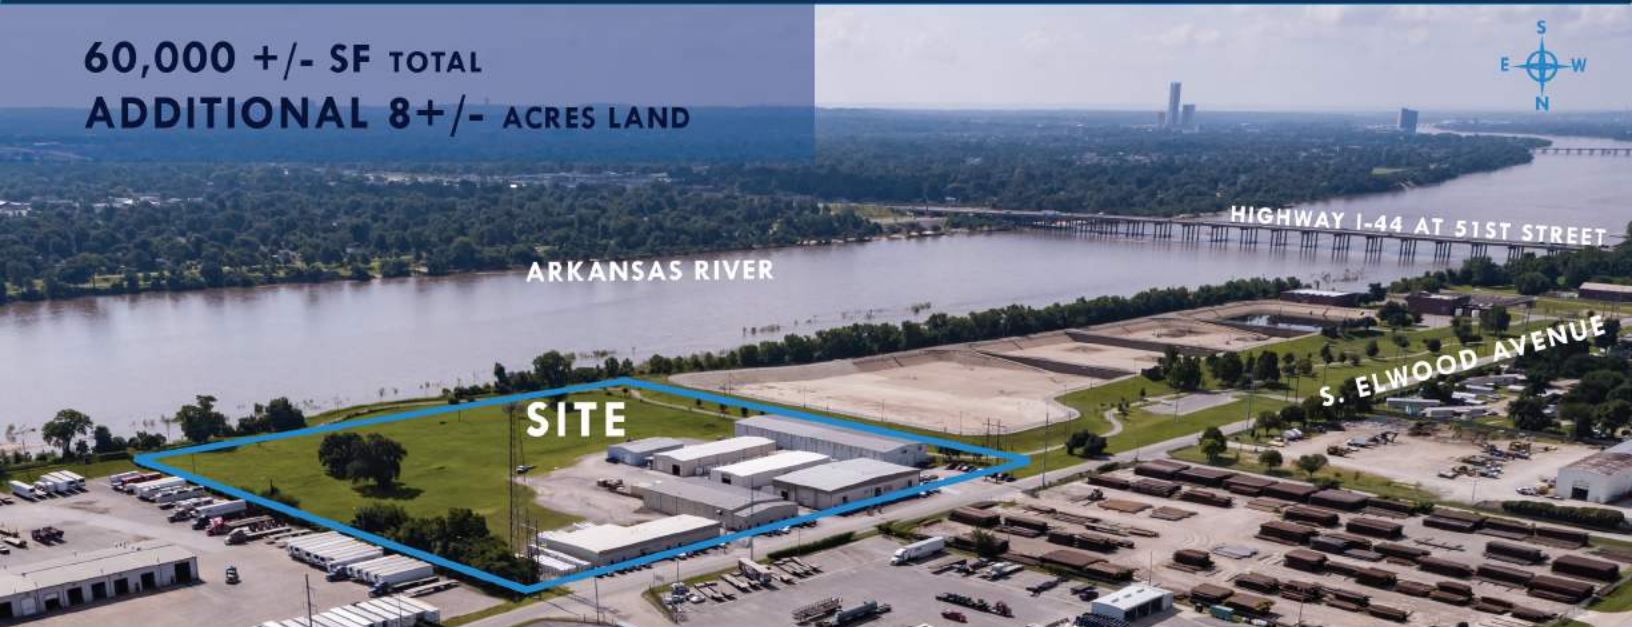 60,000 +/- SF TOTAL
ADDITIONAL 8+/- ACRES LAND
S
E W
N
HIGHWAY I-44 AT 51ST STREET
ARKANSAS RIVER
S. ELWOOD AVENUE
SITE